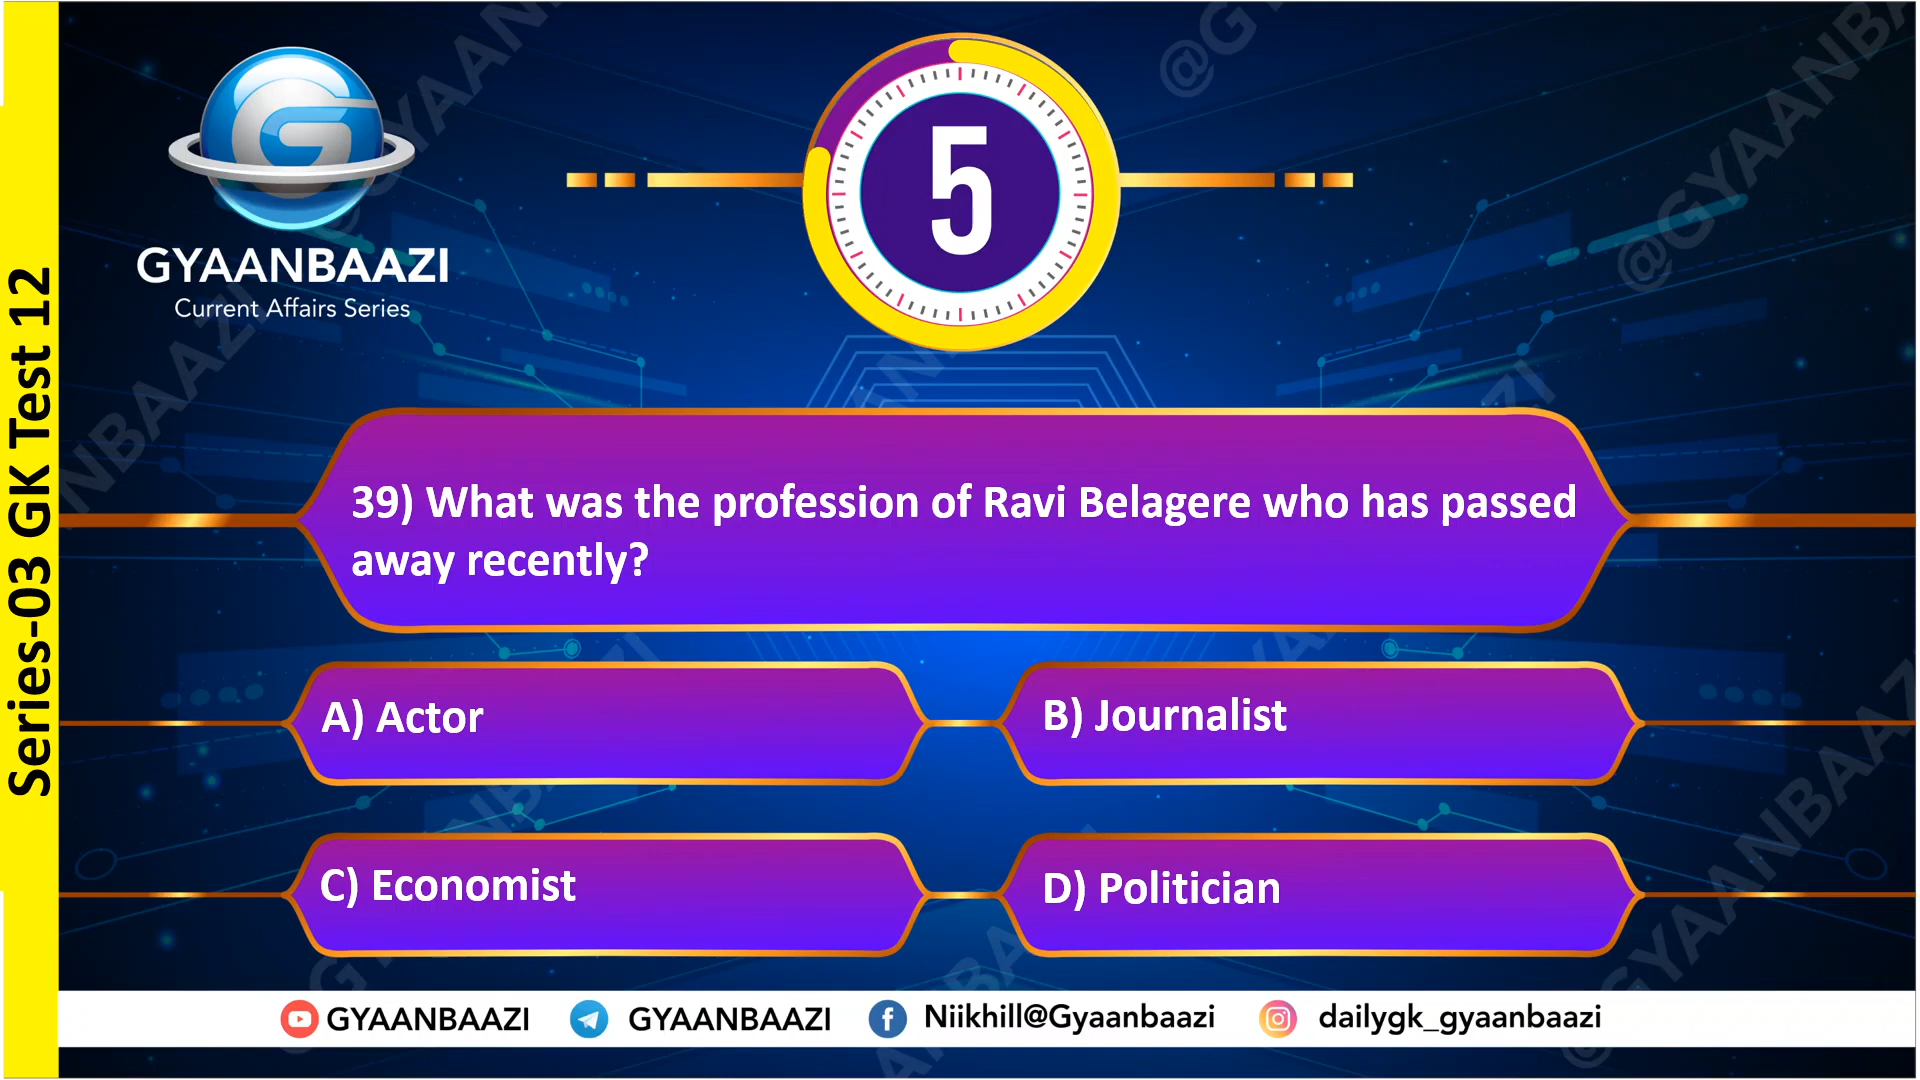 Series-03 GK Test 12
G
GYAANBAAZI
Current Affairs Series
5
39) What was the profession of Ravi Belagere who has passed
away recently?
A) Actor
B) Journalist
C) Economist
D) Politician
GYAANBAAZI
GYAANBAAZI
Niikhill@Gyaanbaazi
dailygk_gyaanbaazi
@GYAANBAAZI